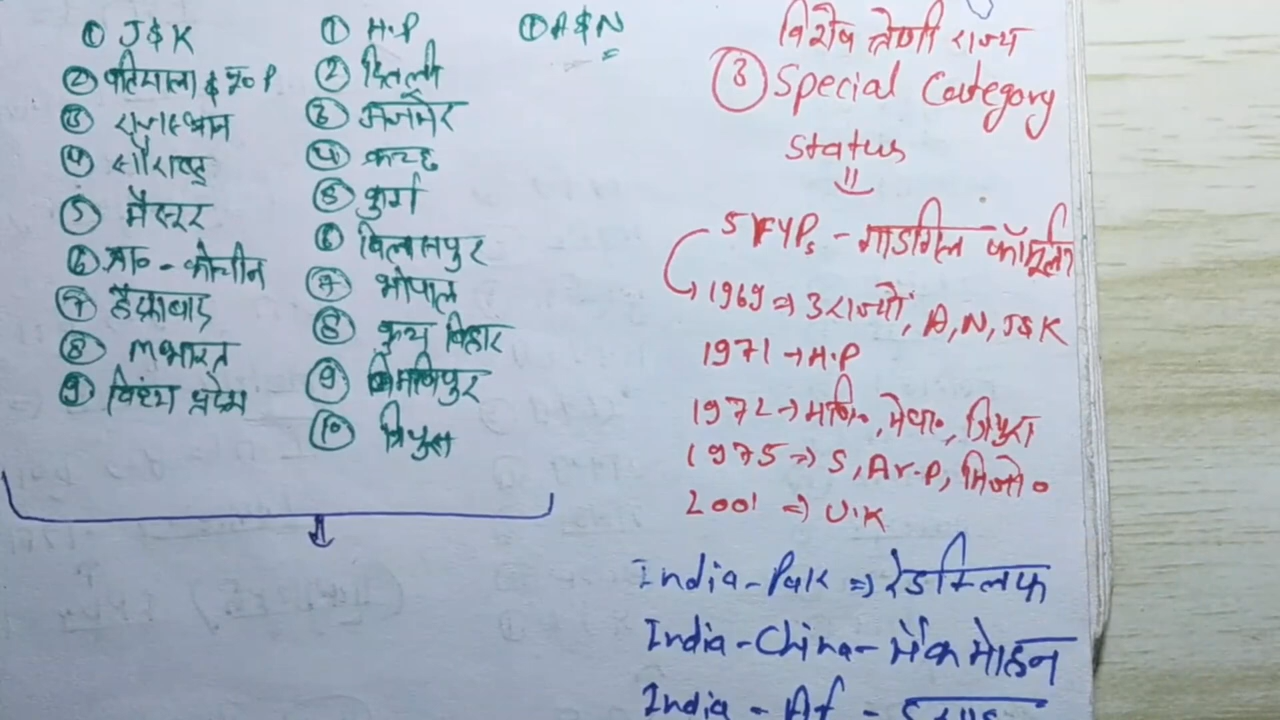 ① J&K
② पटियाला & पू० P
③ राजस्थान
④ सौराष्ट्र
⑤ मैसूर
⑥ त्रा० - कोचीन
⑦ हैद्राबाद
⑧ म भारत
⑨ विंध्य प्रदेश
① H.P
② दिल्ली
③ अजमेर
④ कच्छ
⑤ कुर्ग
⑥ विलासपुर
⑦ भोपाल
⑧ कूच बिहार
⑨ मणिपुर
⑩ त्रिपुरा
① A&N
विशेष श्रेणी राज्य
③ Special Category
Status
5 FYPs - गाडगिल फॉर्मूला
1969 => 3 राज्यों, A, N, J&K
1971 → H.P
1972 → मणि०, मेघा०, त्रिपुरा
1975 => S, Ar.P, मिजो०
2001 => U.K
India - Pak => रेडक्लिफ
India - China - मैकमोहन
India - Af -